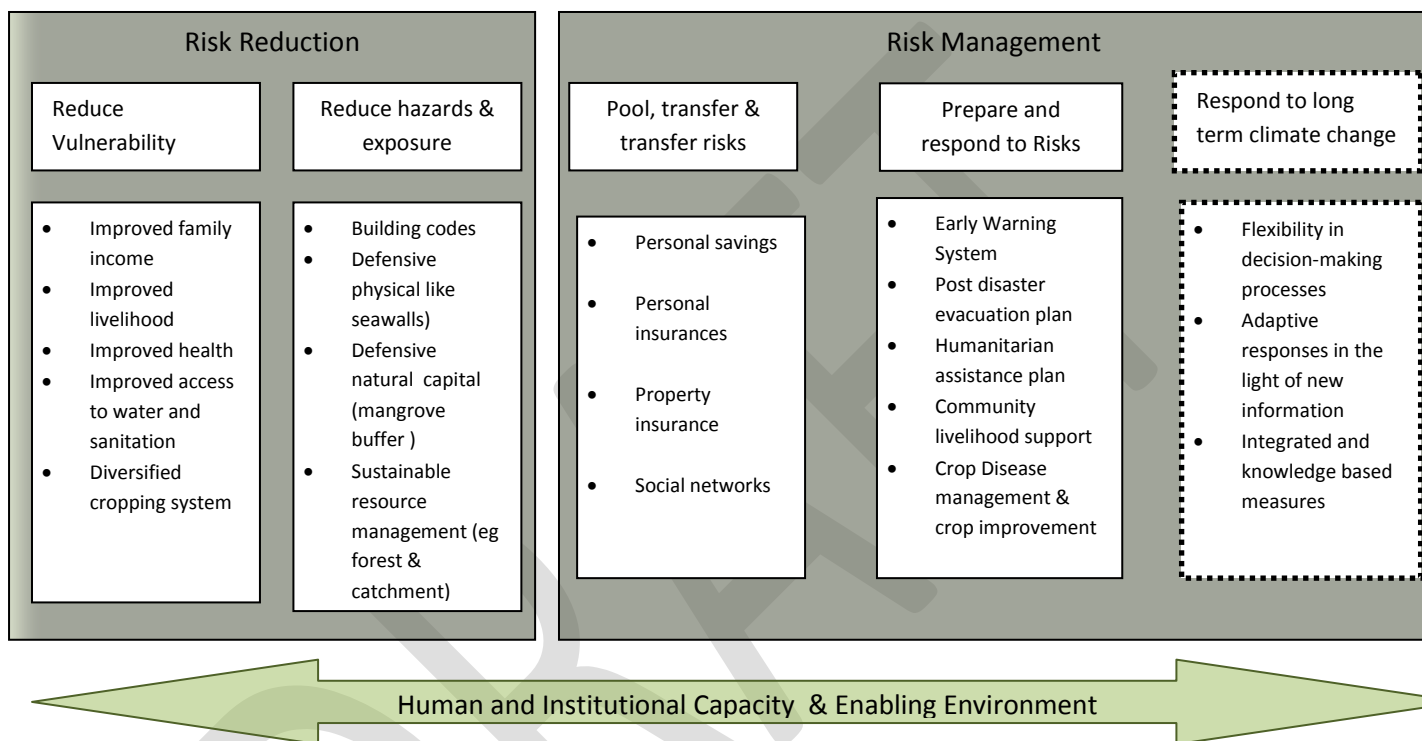 Risk Reduction
Reduce
Vulnerability
Reduce hazards &
exposure
• Improved family
income
• Improved
livelihood
• Improved health
• Improved access
to water and
sanitation
• Diversified
cropping system
• Building codes
• Defensive
physical like
seawalls)
• Defensive
natural capital
(mangrove
buffer )
• Sustainable
resource
management (eg
forest &
catchment)
Risk Management
Pool, transfer &
transfer risks
Prepare and
respond to Risks
Respond to long
term climate change
• Personal savings
• Personal
insurances
• Property
insurance
• Social networks
• Early Warning
System
• Post disaster
evacuation plan
• Humanitarian
assistance plan
• Community
livelihood support
• Crop Disease
management &
crop improvement
• Flexibility in
decision-making
processes
• Adaptive
responses in the
light of new
information
• Integrated and
knowledge based
measures
Human and Institutional Capacity & Enabling Environment
DRAFT